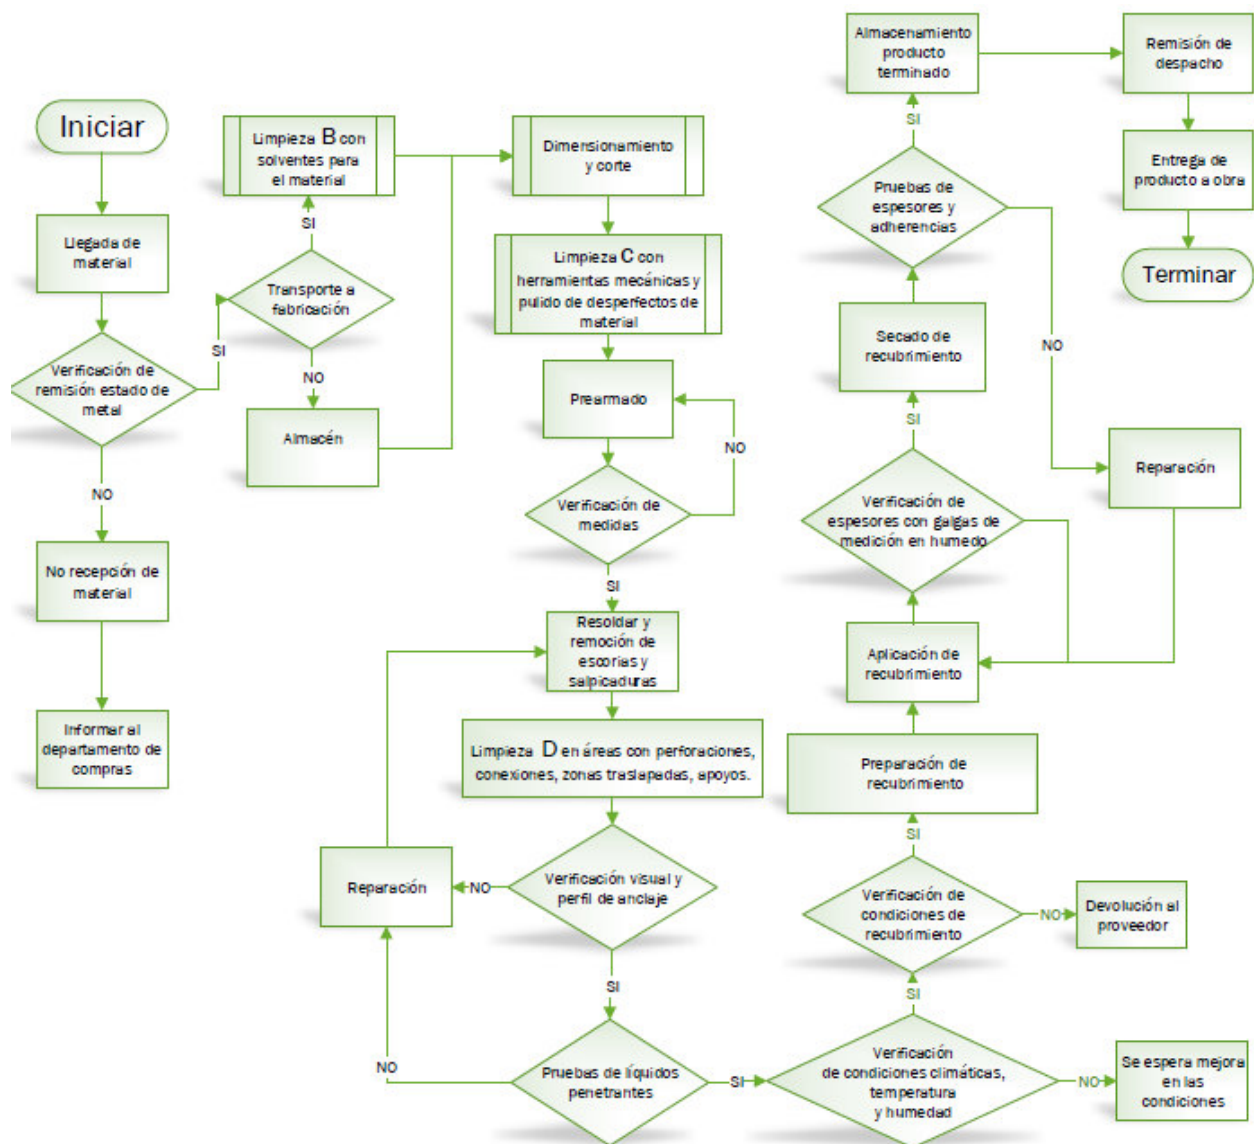 Iniciar
Llegada de
material
Verificación de
remisión estado de
metal
SI
NO
No recepción de
material
Informar al
departamento de
compras
Transporte a
fabricación
SI
NO
Limpieza B con
solventes para
el material
Almacén
Dimensionamiento
y corte
Limpieza C con
herramientas mecánicas y
pulido de desperfectos de
material
Prearmado
NO
Verificación de
medidas
SI
Resoldar y
remoción de
escorias y
salpicaduras
Limpieza D en áreas con perforaciones,
conexiones, zonas traslapadas, apoyos.
Verificación visual y
perfil de anclaje
NO
Reparación
SI
Pruebas de líquidos
penetrantes
NO
SI
Verificación
de condiciones climáticas,
temperatura
y humedad
NO
Se espera mejora
en las
condiciones
SI
Verificación de
condiciones de
recubrimiento
NO
Devolución al
proveedor
SI
Preparación de
recubrimiento
Aplicación de
recubrimiento
Verificación de
espesores con galgas de
medición en humedo
SI
Secado de
recubrimiento
Pruebas de
espesores y
adherencias
NO
Reparación
SI
Almacenamiento
producto
terminado
Remisión de
despacho
Entrega de
producto a obra
Terminar